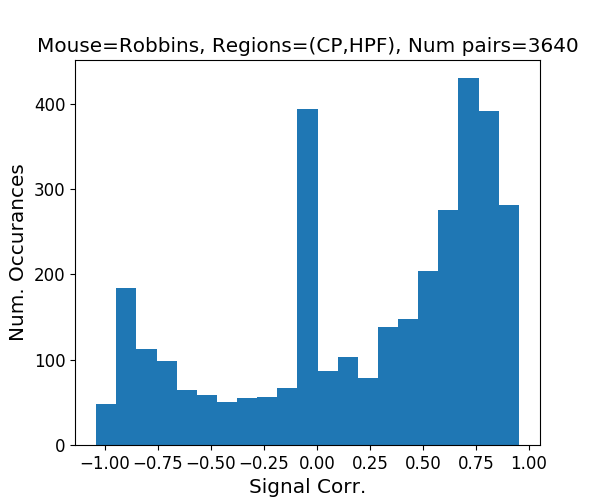 Mouse=Robbins, Regions=(CP,HPF), Num pairs=3640
Num. Occurances
400
300
200
100
0
−1.00 −0.75 −0.50 −0.25 0.00 0.25 0.50 0.75 1.00
Signal Corr.